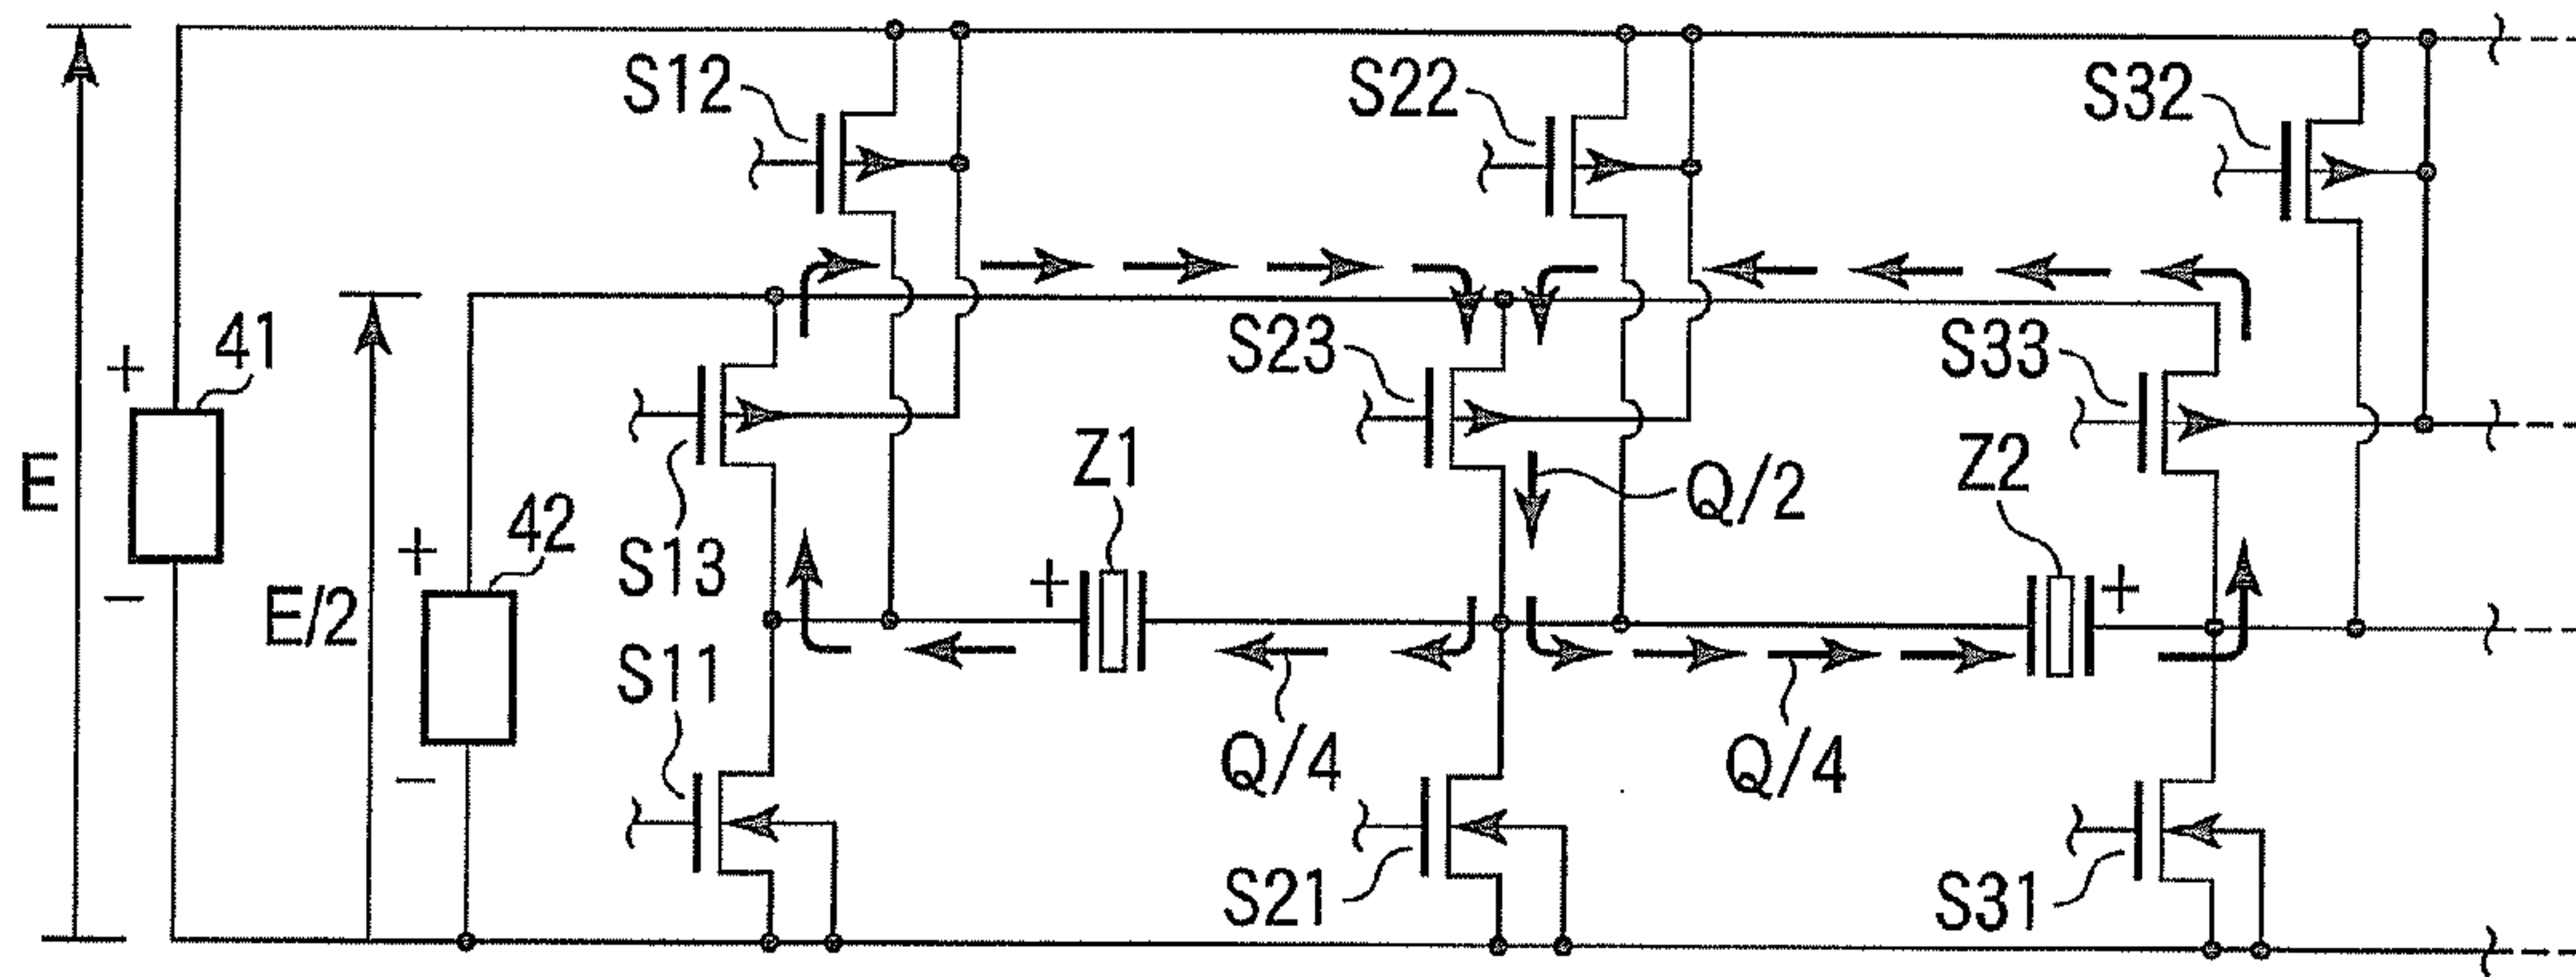 S12
S22
S32
+
41
S23
S33
E
+
42
Z1
Q/2
Z2
−
S13
+
+
E/2
S11
Q/4
Q/4
−
S21
S31